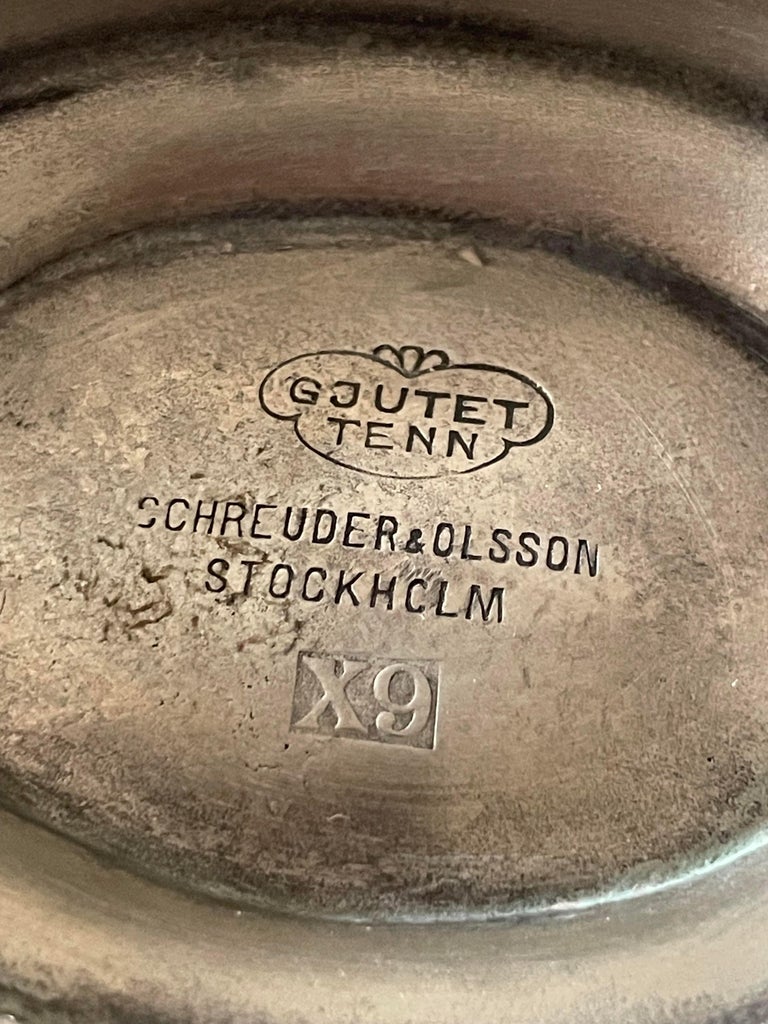 GJUTET
TENN
SCHREUDER & OLSSON
STOCKHOLM
X9